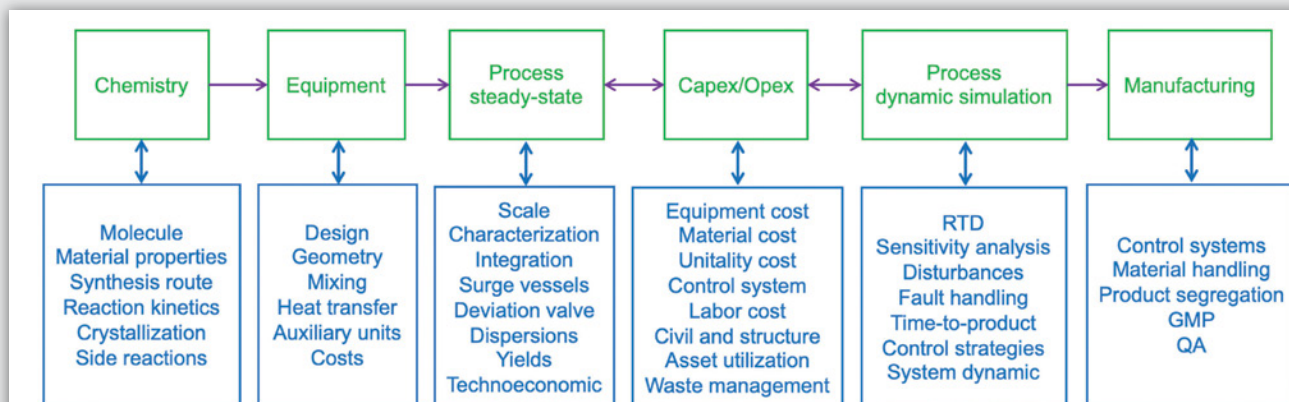 Chemistry
Equipment
Process
steady-state
Capex/Opex
Process
dynamic simulation
Manufacturing
Molecule
Material properties
Synthesis route
Reaction kinetics
Crystallization
Side reactions
Design
Geometry
Mixing
Heat transfer
Auxiliary units
Costs
Scale
Characterization
Integration
Surge vessels
Deviation valve
Dispersions
Yields
Technoeconomic
Equipment cost
Material cost
Unitality cost
Control system
Labor cost
Civil and structure
Asset utilization
Waste management
RTD
Sensitivity analysis
Disturbances
Fault handling
Time-to-product
Control strategies
System dynamic
Control systems
Material handling
Product segregation
GMP
QA